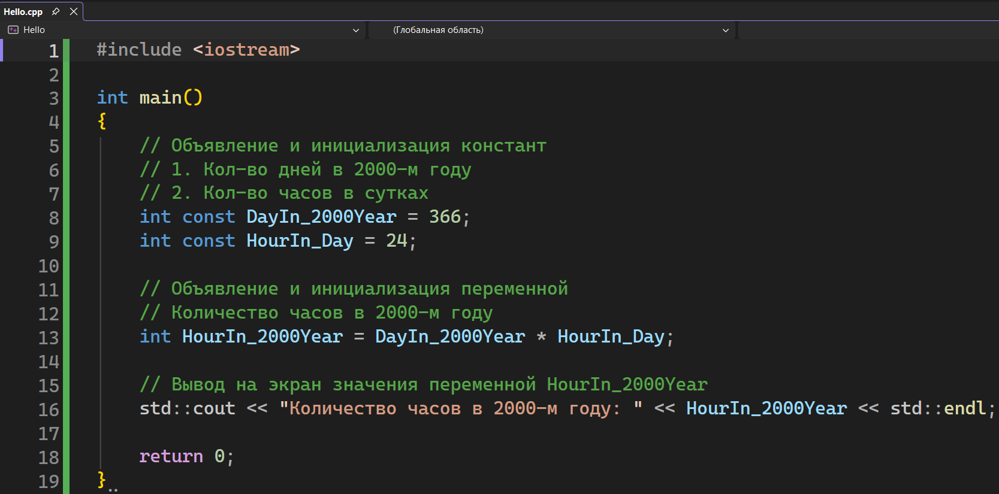 Hello.cpp
Hello (Глобальная область)
1 #include <iostream>
2
3 int main()
4 {
5 // Объявление и инициализация констант
6 // 1. Кол-во дней в 2000-м году
7 // 2. Кол-во часов в сутках
8 int const DayIn_2000Year = 366;
9 int const HourIn_Day = 24;
10
11 // Объявление и инициализация переменной
12 // Количество часов в 2000-м году
13 int HourIn_2000Year = DayIn_2000Year * HourIn_Day;
14
15 // Вывод на экран значения переменной HourIn_2000Year
16 std::cout << "Количество часов в 2000-м году: " << HourIn_2000Year << std::endl;
17
18 return 0;
19 }